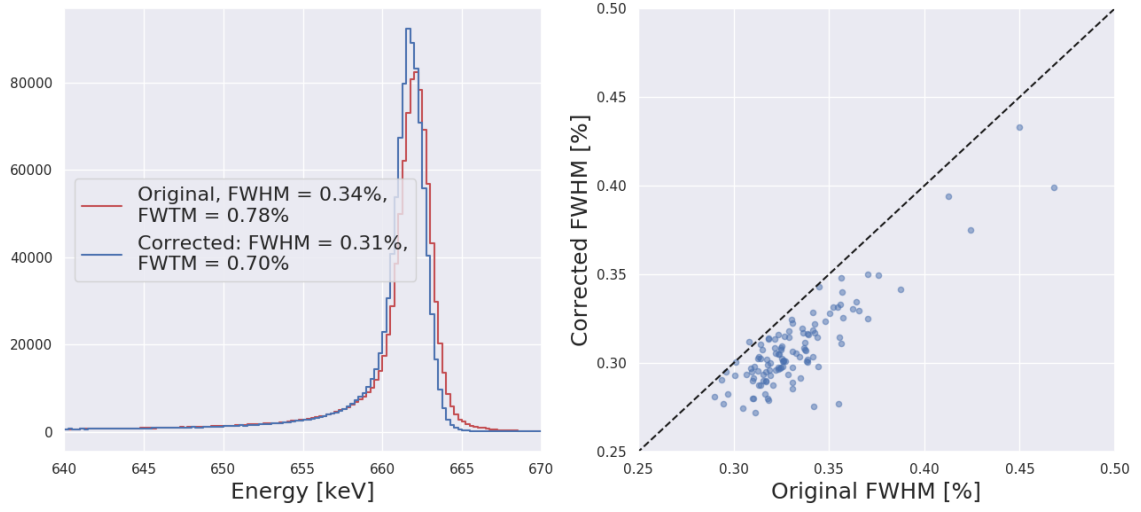 80000
60000
40000
20000
0
Original, FWHM = 0.34%,
FWTM = 0.78%
Corrected: FWHM = 0.31%,
FWTM = 0.70%
640 645 650 655 660 665 670
Energy [keV]
0.50
0.45
0.40
0.35
0.30
0.25
Corrected FWHM [%]
0.25 0.30 0.35 0.40 0.45 0.50
Original FWHM [%]